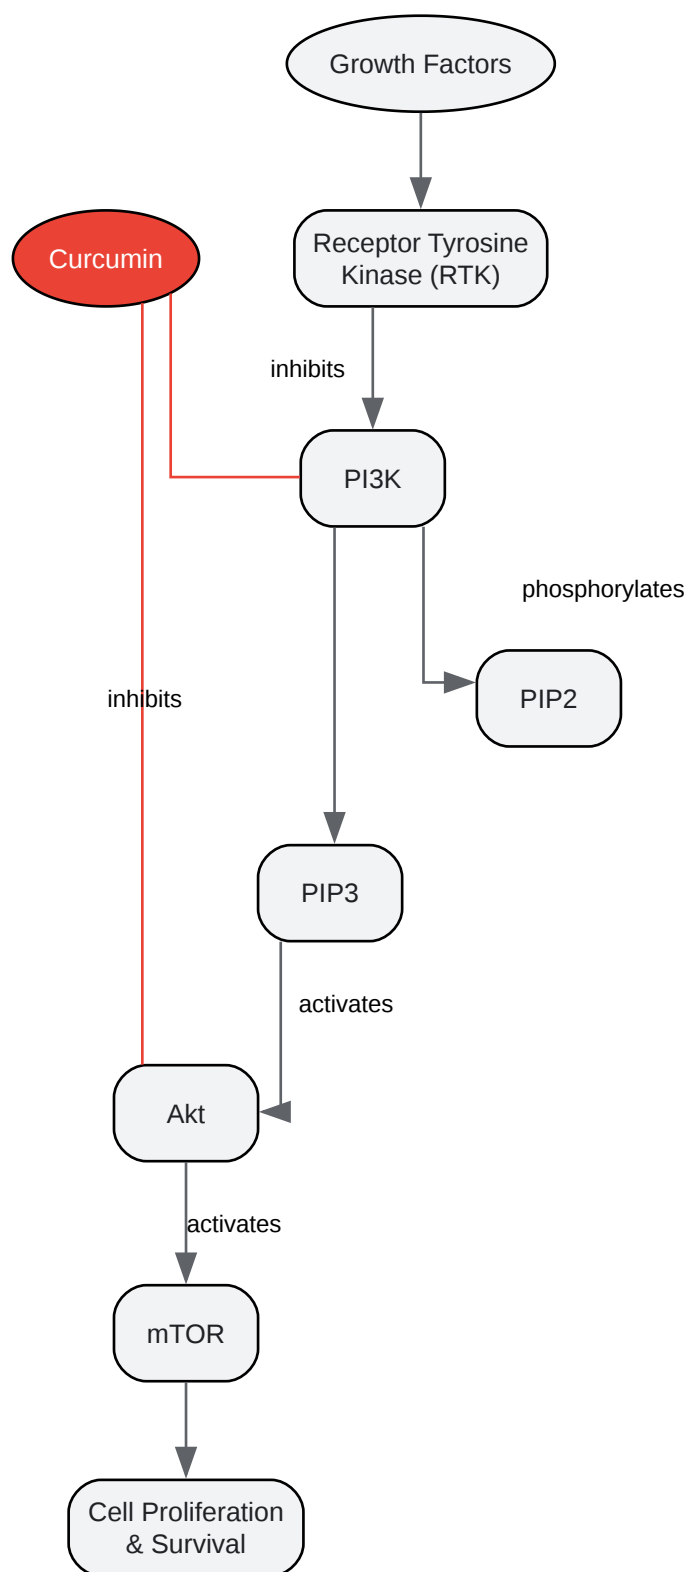 Growth Factors
Curcumin
Receptor Tyrosine
Kinase (RTK)
inhibits
PI3K
phosphorylates
inhibits
PIP2
PIP3
activates
Akt
activates
mTOR
Cell Proliferation
& Survival